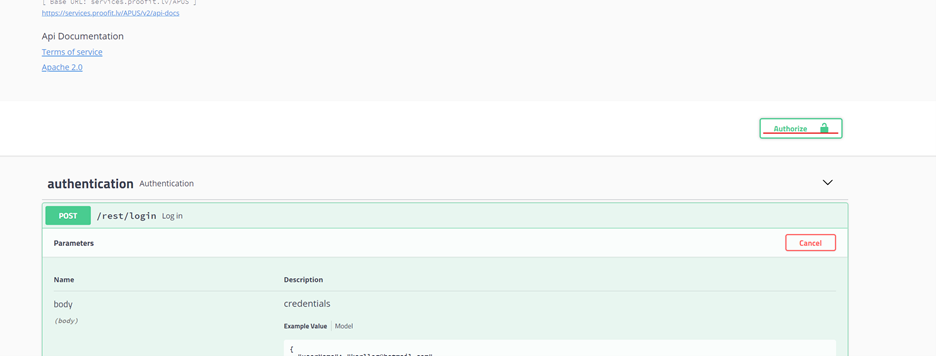 [ Base URL: services.proofit.lv/APUS ]
https://services.proofit.lv/APUS/v2/api-docs
Api Documentation
Terms of service
Apache 2.0
Authorize
authentication Authentication
POST /rest/login Log in
Parameters Cancel
Name Description
body credentials
(body)
Example Value Model
{